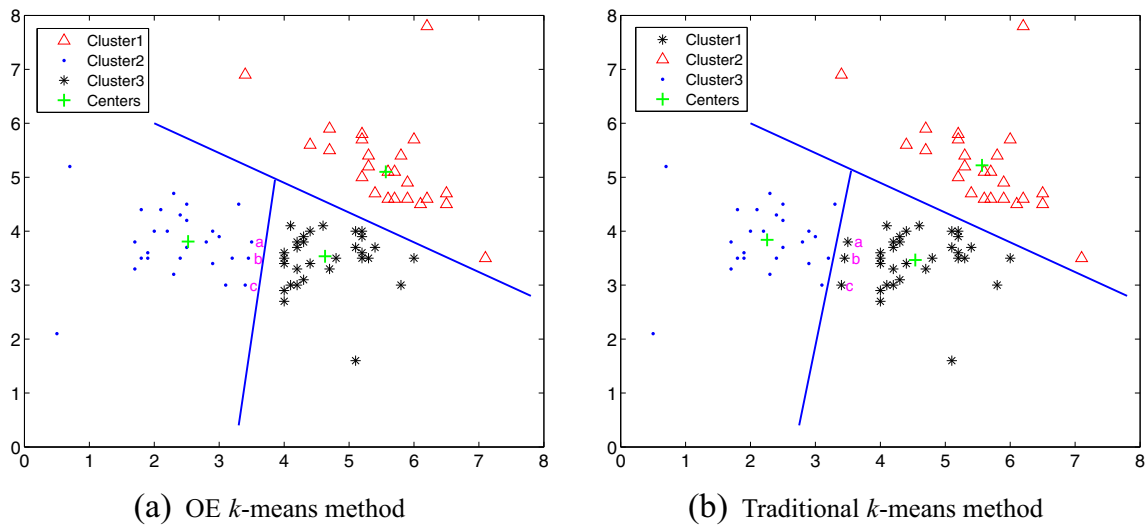 8
7
6
5
4
3
2
1
0
0 1 2 3 4 5 6 7 8
Cluster1
Cluster2
Cluster3
Centers
a
b
c
(a) OE k-means method
8
7
6
5
4
3
2
1
0
0 1 2 3 4 5 6 7 8
Cluster1
Cluster2
Cluster3
Centers
a
b
c
(b) Traditional k-means method